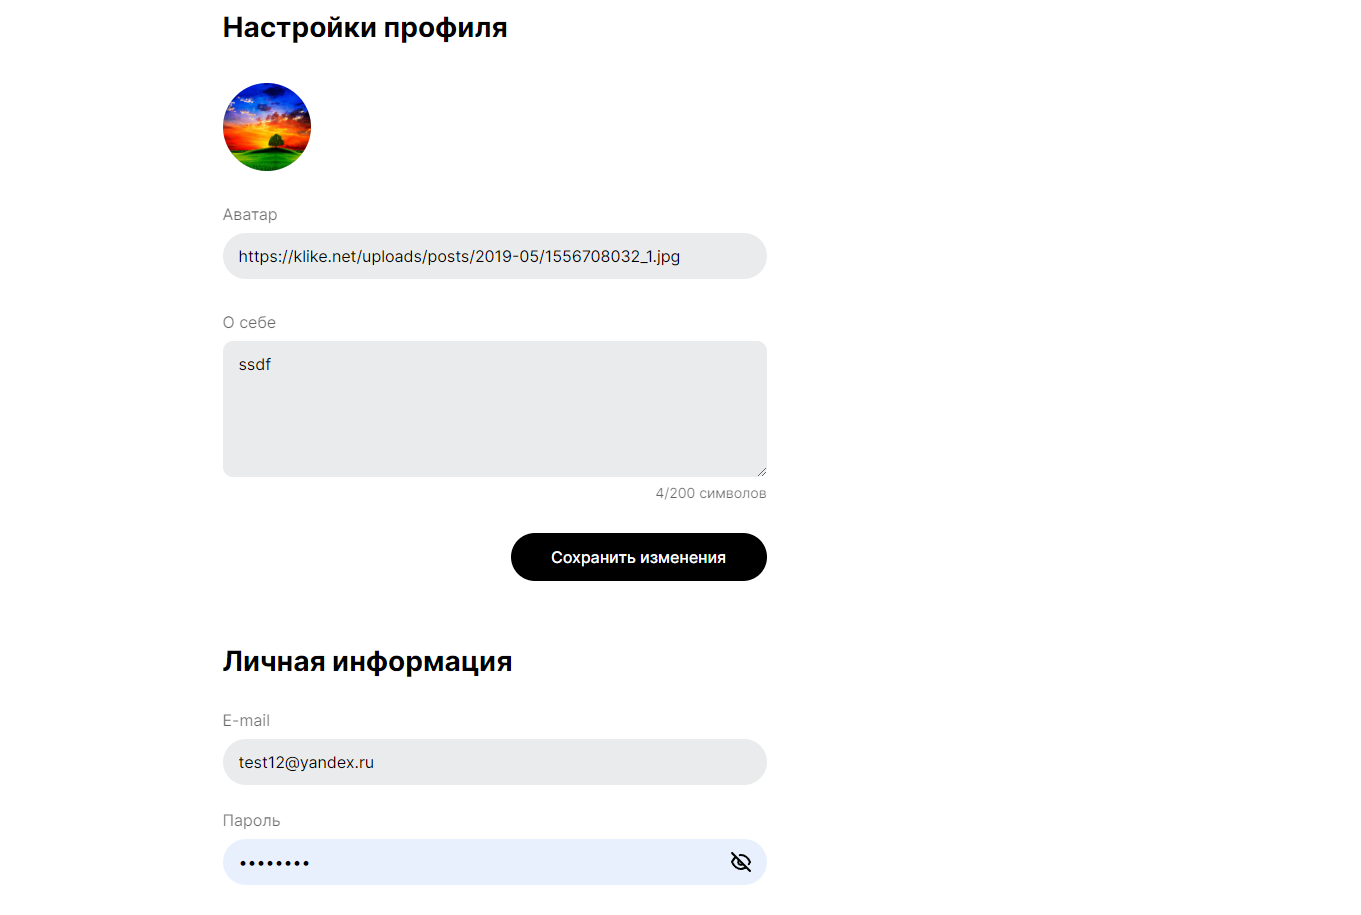 Настройки профиля
Аватар
https://klike.net/uploads/posts/2019-05/1556708032_1.jpg
О себе
ssdf
4/200 символов
Сохранить изменения
Личная информация
E-mail
test12@yandex.ru
Пароль
••••••••